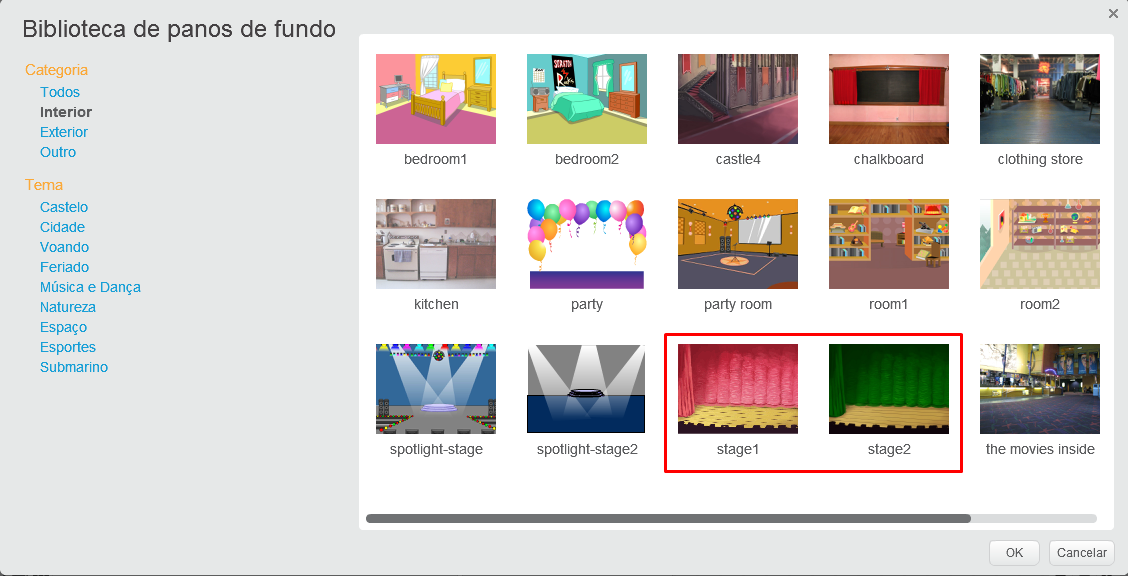 Biblioteca de panos de fundo
Categoria
Todos
Interior
Exterior
Outro
Tema
Castelo
Cidade
Voando
Feriado
Música e Dança
Natureza
Espaço
Esportes
Submarino
bedroom1
bedroom2
castle4
chalkboard
clothing store
kitchen
party
party room
room1
room2
spotlight-stage
spotlight-stage2
stage1
stage2
the movies inside
OK
Cancelar